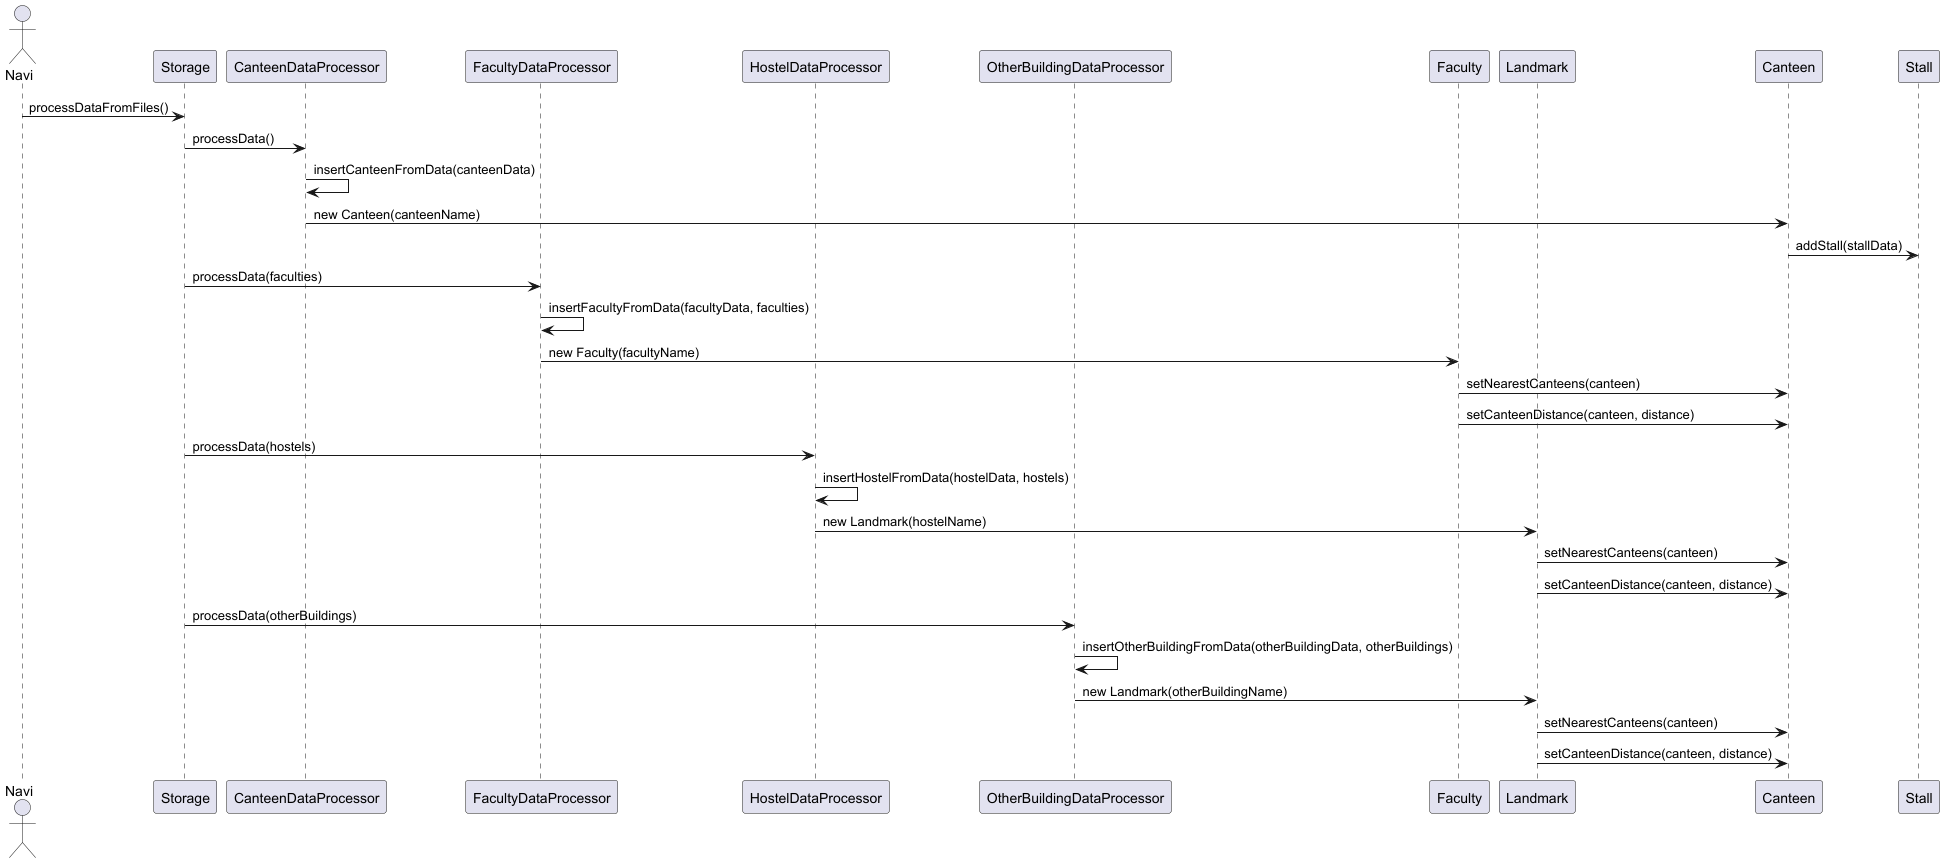 Navi
Storage
CanteenDataProcessor
FacultyDataProcessor
HostelDataProcessor
OtherBuildingDataProcessor
Faculty
Landmark
Canteen
Stall
processDataFromFiles()
processData()
insertCanteenFromData(canteenData)
new Canteen(canteenName)
addStall(stallData)
processData(faculties)
insertFacultyFromData(facultyData, faculties)
new Faculty(facultyName)
setNearestCanteens(canteen)
setCanteenDistance(canteen, distance)
processData(hostels)
insertHostelFromData(hostelData, hostels)
new Landmark(hostelName)
setNearestCanteens(canteen)
setCanteenDistance(canteen, distance)
processData(otherBuildings)
insertOtherBuildingFromData(otherBuildingData, otherBuildings)
new Landmark(otherBuildingName)
setNearestCanteens(canteen)
setCanteenDistance(canteen, distance)
Navi
Storage
CanteenDataProcessor
FacultyDataProcessor
HostelDataProcessor
OtherBuildingDataProcessor
Faculty
Landmark
Canteen
Stall